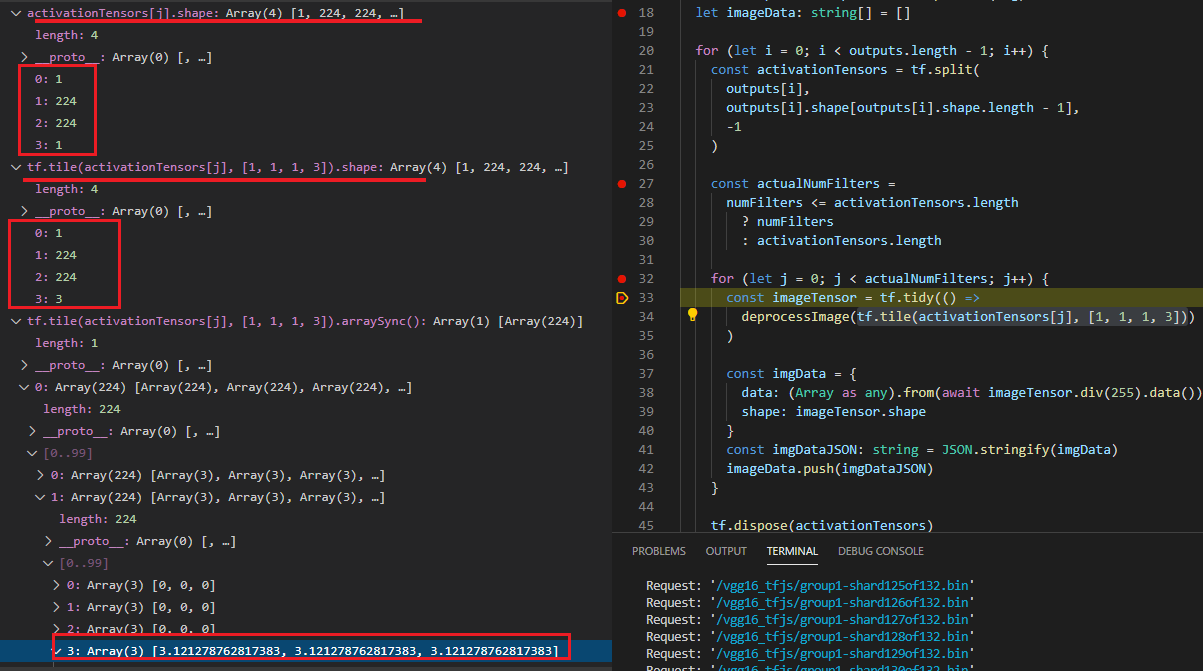 activationTensors[j].shape: Array(4) [1, 224, 224, …]
length: 4
__proto__: Array(0) [, …]
0: 1
1: 224
2: 224
3: 1
tf.tile(activationTensors[j], [1, 1, 1, 3]).shape: Array(4) [1, 224, 224, …]
length: 4
__proto__: Array(0) [, …]
0: 1
1: 224
2: 224
3: 3
tf.tile(activationTensors[j], [1, 1, 1, 3]).arraySync(): Array(1) [Array(224)]
length: 1
__proto__: Array(0) [, …]
0: Array(224) [Array(224), Array(224), Array(224), …]
length: 224
__proto__: Array(0) [, …]
[0..99]
0: Array(224) [Array(3), Array(3), Array(3), …]
1: Array(224) [Array(3), Array(3), Array(3), …]
length: 224
__proto__: Array(0) [, …]
[0..99]
0: Array(3) [0, 0, 0]
1: Array(3) [0, 0, 0]
2: Array(3) [0, 0, 0]
3: Array(3) [3.121278762817383, 3.121278762817383, 3.121278762817383]
18 let imageData: string[] = []
19
20 for (let i = 0; i < outputs.length - 1; i++) {
21 const activationTensors = tf.split(
22 outputs[i],
23 outputs[i].shape[outputs[i].shape.length - 1],
24 -1
25 )
26
27 const actualNumFilters =
28 numFilters <= activationTensors.length
29 ? numFilters
30 : activationTensors.length
31
32 for (let j = 0; j < actualNumFilters; j++) {
33 const imageTensor = tf.tidy(() =>
34 deprocessImage(tf.tile(activationTensors[j], [1, 1, 1, 3]))
35 )
36
37 const imgData = {
38 data: (Array as any).from(await imageTensor.div(255).data())
39 shape: imageTensor.shape
40 }
41 const imgDataJSON: string = JSON.stringify(imgData)
42 imageData.push(imgDataJSON)
43 }
44
45 tf.dispose(activationTensors)
PROBLEMS OUTPUT TERMINAL DEBUG CONSOLE
Request: '/vgg16_tfjs/group1-shard125of132.bin'
Request: '/vgg16_tfjs/group1-shard126of132.bin'
Request: '/vgg16_tfjs/group1-shard127of132.bin'
Request: '/vgg16_tfjs/group1-shard128of132.bin'
Request: '/vgg16_tfjs/group1-shard129of132.bin'
Request: '/vgg16_tfjs/group1-shard130of132.bin'